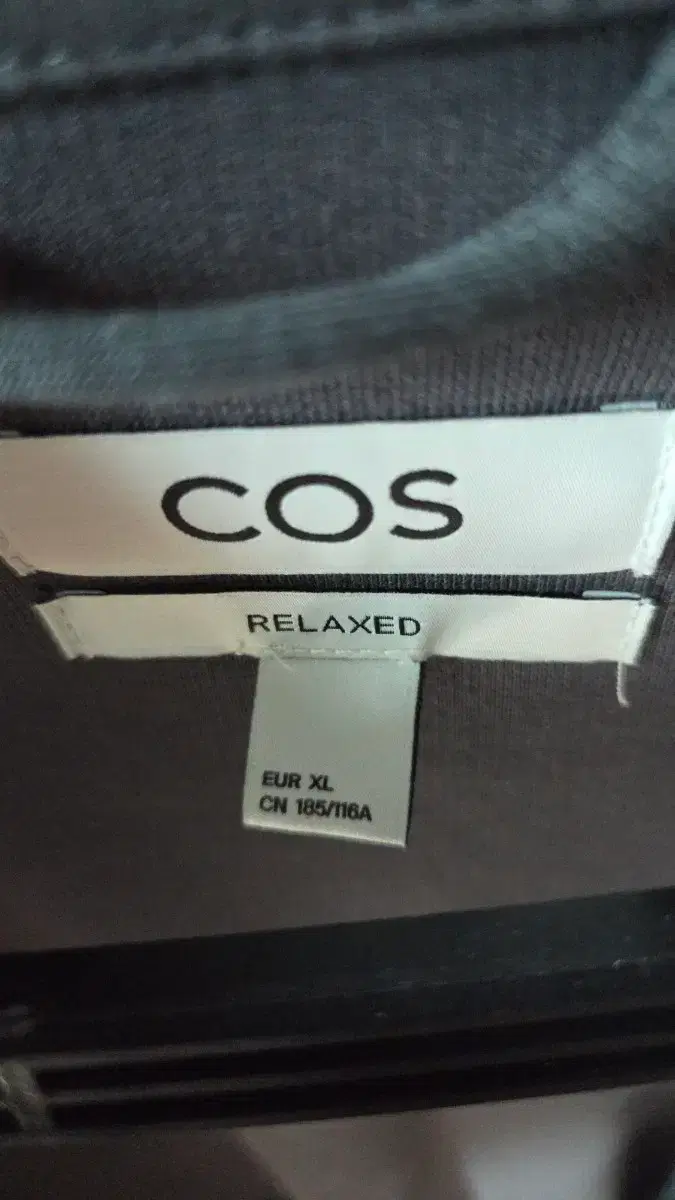 COS
RELAXED
EUR XL
CN 185/116A